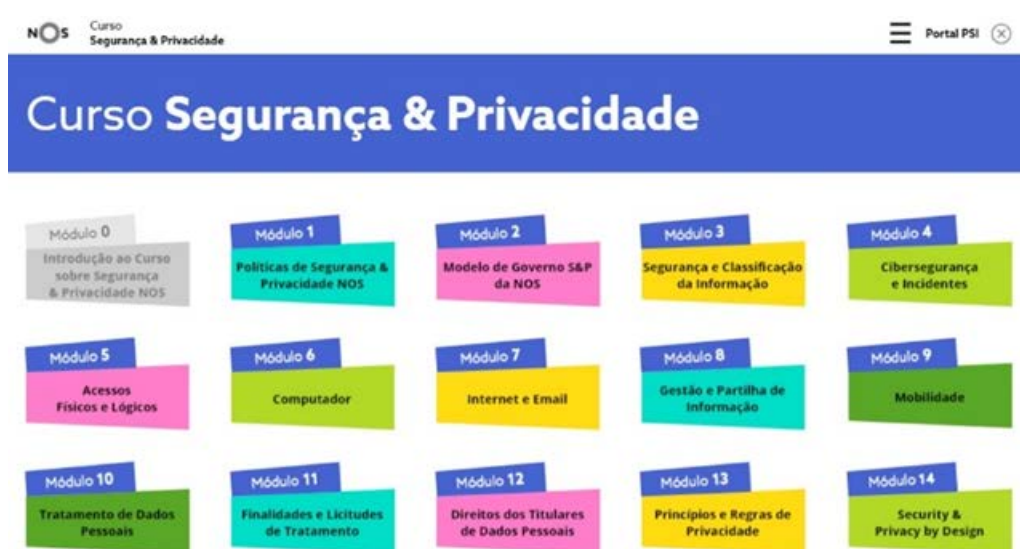 NOS
Curso
Segurança & Privacidade
Portal PSI
Curso Segurança & Privacidade
Módulo 0
Introdução ao Curso
sobre Segurança
& Privacidade NOS
Módulo 1
Políticas de Segurança &
Privacidade NOS
Módulo 2
Modelo de Governo S&P
da NOS
Módulo 3
Segurança e Classificação
da Informação
Módulo 4
Cibersegurança
e Incidentes
Módulo 5
Acessos
Físicos e Lógicos
Módulo 6
Computador
Módulo 7
Internet e Email
Módulo 8
Gestão e Partilha de
Informação
Módulo 9
Mobilidade
Módulo 10
Tratamento de Dados
Pessoais
Módulo 11
Finalidades e Licitudes
de Tratamento
Módulo 12
Direitos dos Titulares
de Dados Pessoais
Módulo 13
Princípios e Regras de
Privacidade
Módulo 14
Security &
Privacy by Design